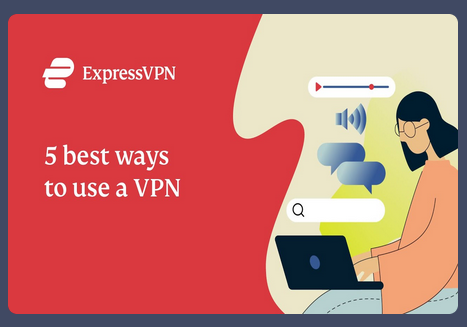 ExpressVPN
5 best ways
to use a VPN